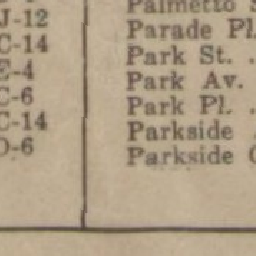 J-12
C-14
E-4
C-6
C-14
D-6
Palmetto
Parade Pl.
Park St. .
Park Av.
Park Pl. .
Parkside
Parkside